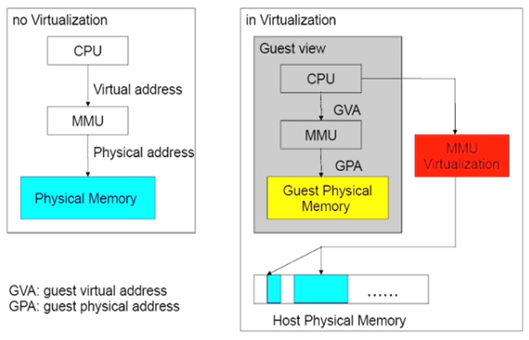 no Virtualization
CPU
Virtual address
MMU
Physical address
Physical Memory
GVA: guest virtual address
GPA: guest physical address
in Virtualization
Guest view
CPU
GVA
MMU
GPA
Guest Physical
Memory
MMU
Virtualization
......
Host Physical Memory